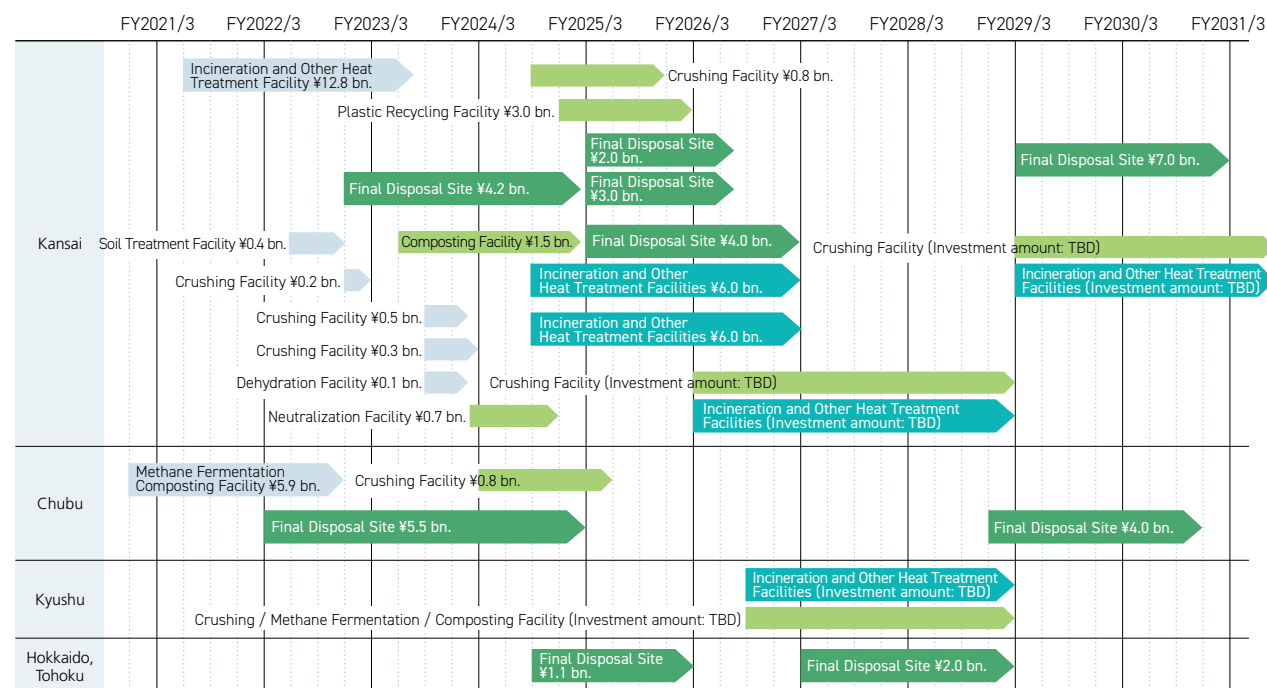 FY2021/3 FY2022/3 FY2023/3 FY2024/3 FY2025/3 FY2026/3 FY2027/3 FY2028/3 FY2029/3 FY2030/3 FY2031/3
Kansai
Incineration and Other Heat
Treatment Facility ¥12.8 bn.
Crushing Facility ¥0.8 bn.
Plastic Recycling Facility ¥3.0 bn.
Final Disposal Site
¥2.0 bn.
Final Disposal Site ¥7.0 bn.
Final Disposal Site ¥4.2 bn.
Final Disposal Site
¥3.0 bn.
Soil Treatment Facility ¥0.4 bn.
Composting Facility ¥1.5 bn.
Final Disposal Site ¥4.0 bn.
Crushing Facility (Investment amount: TBD)
Crushing Facility ¥0.2 bn.
Incineration and Other
Heat Treatment Facilities ¥6.0 bn.
Incineration and Other Heat Treatment
Facilities (Investment amount: TBD)
Crushing Facility ¥0.5 bn.
Incineration and Other
Heat Treatment Facilities ¥6.0 bn.
Crushing Facility ¥0.3 bn.
Dehydration Facility ¥0.1 bn.
Crushing Facility (Investment amount: TBD)
Neutralization Facility ¥0.7 bn.
Incineration and Other Heat Treatment
Facilities (Investment amount: TBD)
Chubu
Methane Fermentation
Composting Facility ¥5.9 bn.
Crushing Facility ¥0.8 bn.
Final Disposal Site ¥5.5 bn.
Final Disposal Site ¥4.0 bn.
Kyushu
Incineration and Other Heat Treatment
Facilities (Investment amount: TBD)
Crushing / Methane Fermentation / Composting Facility (Investment amount: TBD)
Hokkaido,
Tohoku
Final Disposal Site
¥1.1 bn.
Final Disposal Site ¥2.0 bn.